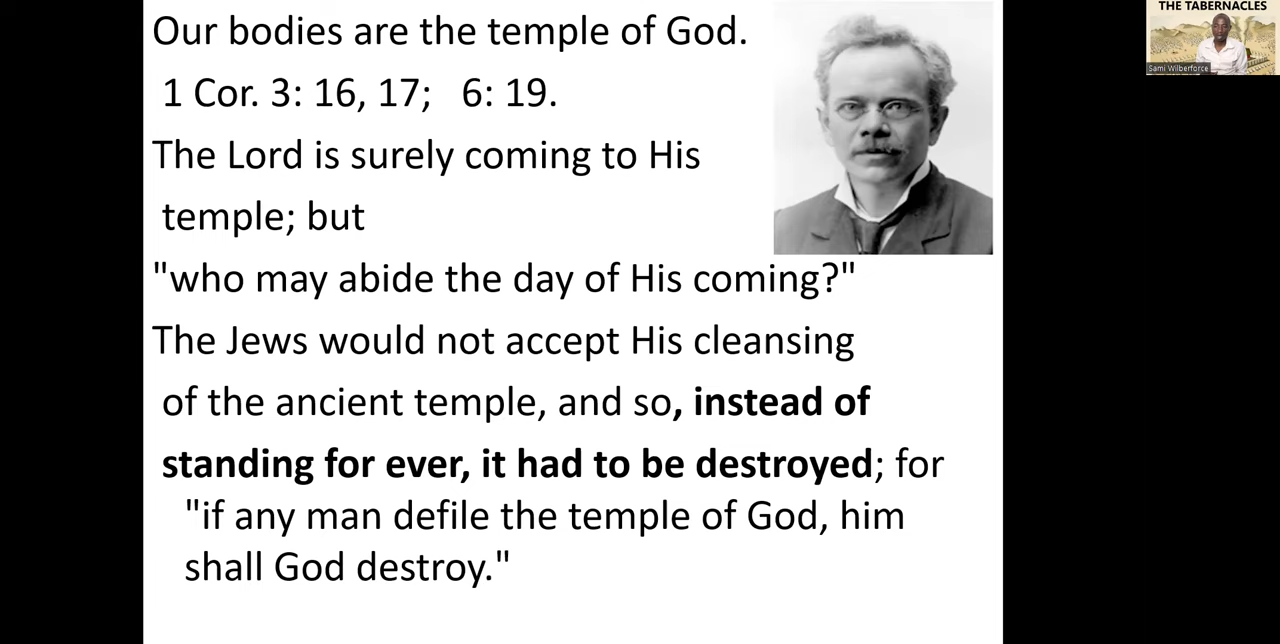 Our bodies are the temple of God.
1 Cor. 3: 16, 17; 6: 19.
The Lord is surely coming to His
temple; but
"who may abide the day of His coming?"
The Jews would not accept His cleansing
of the ancient temple, and so, instead of
standing for ever, it had to be destroyed; for
"if any man defile the temple of God, him
shall God destroy."
THE TABERNACLES
Sami Wilberforce